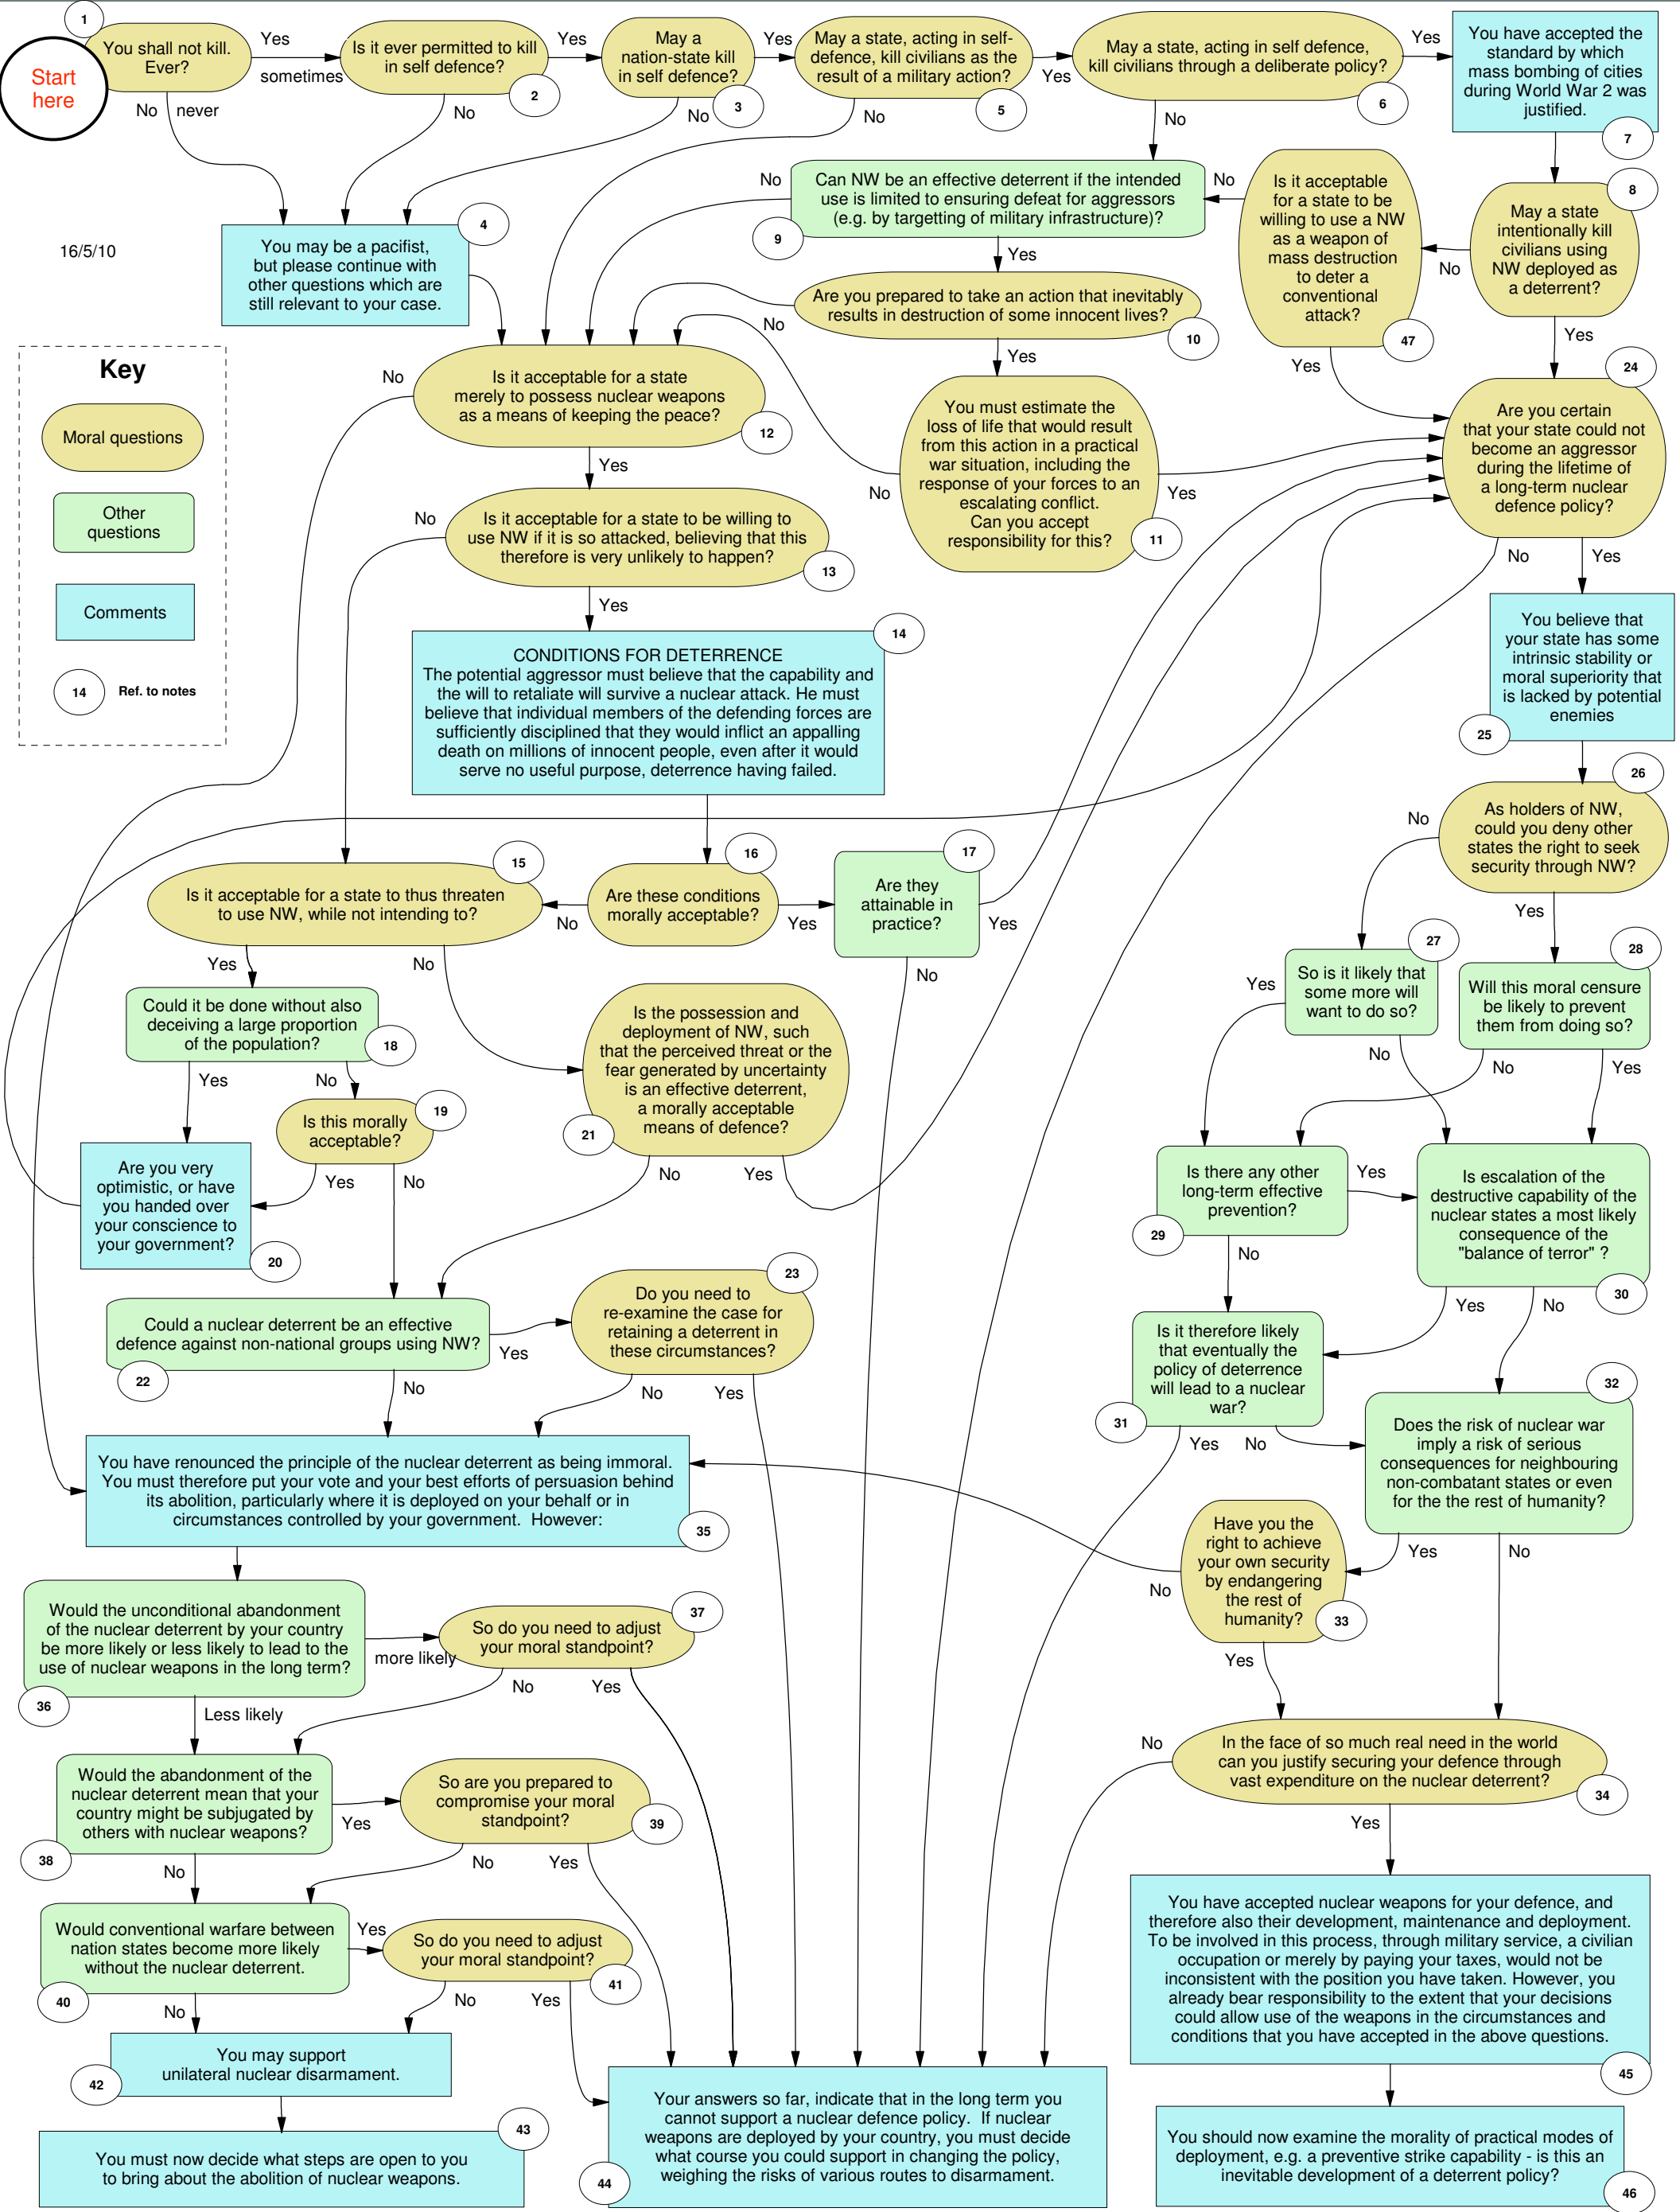 1
Start
here
You shall not kill.
Ever?
Yes
sometimes
No
never
Is it ever permitted to kill
in self defence?
2
Yes
No
May a
nation-state kill
in self defence?
3
Yes
No
May a state, acting in self-
defence, kill civilians as the
result of a military action?
5
Yes
No
May a state, acting in self defence,
kill civilians through a deliberate policy?
6
Yes
No
You have accepted the
standard by which
mass bombing of cities
during World War 2 was
justified.
7
16/5/10
You may be a pacifist,
but please continue with
other questions which are
still relevant to your case.
4
Can NW be an effective deterrent if the intended
use is limited to ensuring defeat for aggressors
(e.g. by targetting of military infrastructure)?
9
No
Yes
Is it acceptable
for a state to be
willing to use a NW
as a weapon of
mass destruction
to deter a
conventional
attack?
47
No
Yes
May a state
intentionally kill
civilians using
NW deployed as
a deterrent?
8
No
Yes
Are you prepared to take an action that inevitably
results in destruction of some innocent lives?
10
No
Yes
Key
Moral questions
Other
questions
Comments
14
Ref. to notes
Is it acceptable for a state
merely to possess nuclear weapons
as a means of keeping the peace?
12
No
Yes
You must estimate the
loss of life that would result
from this action in a practical
war situation, including the
response of your forces to an
escalating conflict.
Can you accept
responsibility for this?
11
No
Yes
Are you certain
that your state could not
become an aggressor
during the lifetime of
a long-term nuclear
defence policy?
24
No
Yes
Is it acceptable for a state to be willing to
use NW if it is so attacked, believing that this
therefore is very unlikely to happen?
13
No
Yes
CONDITIONS FOR DETERRENCE
The potential aggressor must believe that the capability and
the will to retaliate will survive a nuclear attack. He must
believe that individual members of the defending forces are
sufficiently disciplined that they would inflict an appalling
death on millions of innocent people, even after it would
serve no useful purpose, deterrence having failed.
14
You believe that
your state has some
intrinsic stability or
moral superiority that
is lacked by potential
enemies
25
As holders of NW,
could you deny other
states the right to seek
security through NW?
26
No
Yes
Is it acceptable for a state to thus threaten
to use NW, while not intending to?
15
Yes
No
Are these conditions
morally acceptable?
16
No
Yes
Are they
attainable in
practice?
17
Yes
No
So is it likely that
some more will
want to do so?
27
Yes
No
Will this moral censure
be likely to prevent
them from doing so?
28
No
Yes
Could it be done without also
deceiving a large proportion
of the population?
18
Yes
No
Is this morally
acceptable?
19
Yes
No
Is the possession and
deployment of NW, such
that the perceived threat or the
fear generated by uncertainty
is an effective deterrent,
a morally acceptable
means of defence?
21
No
Yes
Are you very
optimistic, or have
you handed over
your conscience to
your government?
20
Is there any other
long-term effective
prevention?
29
Yes
No
Is escalation of the
destructive capability of the
nuclear states a most likely
consequence of the
"balance of terror" ?
30
Yes
No
Could a nuclear deterrent be an effective
defence against non-national groups using NW?
22
Yes
No
Do you need to
re-examine the case for
retaining a deterrent in
these circumstances?
23
No
Yes
Is it therefore likely
that eventually the
policy of deterrence
will lead to a nuclear
war?
31
Yes
No
Does the risk of nuclear war
imply a risk of serious
consequences for neighbouring
non-combatant states or even
for the the rest of humanity?
32
Yes
No
You have renounced the principle of the nuclear deterrent as being immoral.
You must therefore put your vote and your best efforts of persuasion behind
its abolition, particularly where it is deployed on your behalf or in
circumstances controlled by your government. However:
35
Have you the
right to achieve
your own security
by endangering
the rest of
humanity?
33
No
Yes
Would the unconditional abandonment
of the nuclear deterrent by your country
be more likely or less likely to lead to the
use of nuclear weapons in the long term?
36
more likely
Less likely
So do you need to adjust
your moral standpoint?
37
No
Yes
In the face of so much real need in the world
can you justify securing your defence through
vast expenditure on the nuclear deterrent?
34
No
Yes
Would the abandonment of the
nuclear deterrent mean that your
country might be subjugated by
others with nuclear weapons?
38
Yes
No
So are you prepared to
compromise your moral
standpoint?
39
No
Yes
Would conventional warfare between
nation states become more likely
without the nuclear deterrent.
40
Yes
No
So do you need to adjust
your moral standpoint?
41
No
Yes
You have accepted nuclear weapons for your defence, and
therefore also their development, maintenance and deployment.
To be involved in this process, through military service, a civilian
occupation or merely by paying your taxes, would not be
inconsistent with the position you have taken. However, you
already bear responsibility to the extent that your decisions
could allow use of the weapons in the circumstances and
conditions that you have accepted in the above questions.
45
You may support
unilateral nuclear disarmament.
42
You must now decide what steps are open to you
to bring about the abolition of nuclear weapons.
43
Your answers so far, indicate that in the long term you
cannot support a nuclear defence policy. If nuclear
weapons are deployed by your country, you must decide
what course you could support in changing the policy,
weighing the risks of various routes to disarmament.
44
You should now examine the morality of practical modes of
deployment, e.g. a preventive strike capability - is this an
inevitable development of a deterrent policy?
46